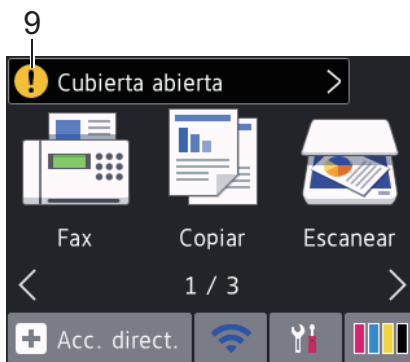 9
! Cubierta abierta >
Fax Copiar Escanear
< 1 / 3 >
+ Acc. direct.